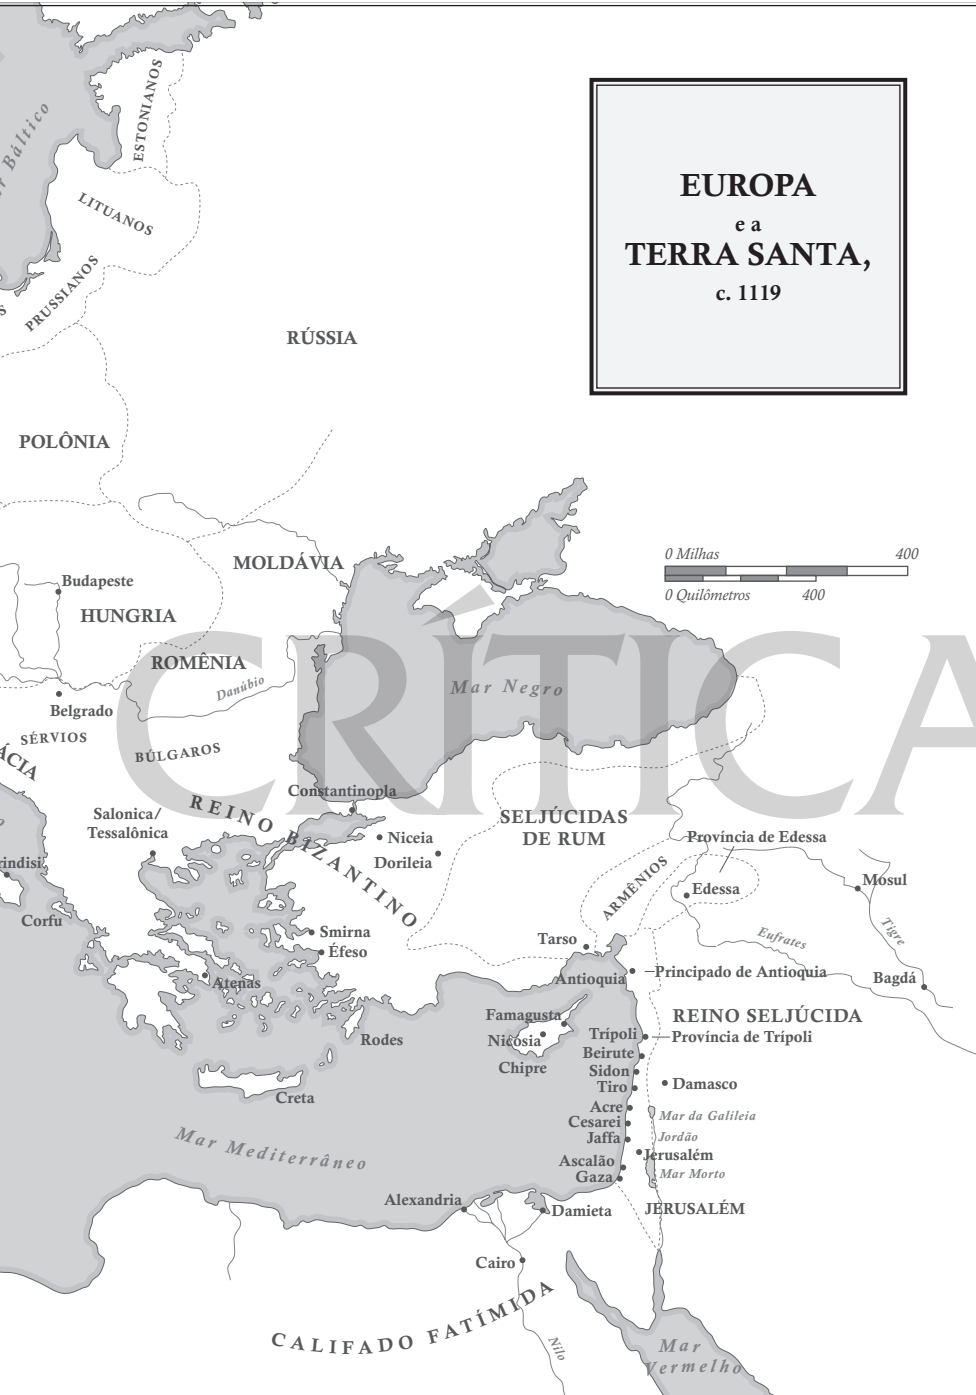 EUROPA
e a
TERRA SANTA,
c. 1119
r Báltico
ESTONIANOS
LITUANOS
PRUSSIANOS
S
RÚSSIA
POLÔNIA
0 Milhas 400
0 Quilômetros 400
MOLDÁVIA
Budapeste
HUNGRIA
ROMÊNIA
Danúbio
Mar Negro
CRÍTICA
Belgrado
SÉRVIOS
BÚLGAROS
ÁCIA
o
Constantinopla
REINO BIZANTINO
Salonica/
Tessalônica
Niceia
Dorileia
SELJÚCIDAS
DE RUM
Província de Edessa
ARMÊNIOS
Edessa
Mosul
rindisi
Corfu
Smirna
Éfeso
Tarso
Eufrates
Tigre
Atenas
Antioquia
Principado de Antioquia
Bagdá
Famagusta
REINO SELJÚCIDA
Rodes
Nicósia
Trípoli
Província de Trípoli
Beirute
Chipre
Sidon
Tiro
Damasco
Creta
Acre
Mar da Galileia
Cesarei
Jaffa
Jordão
Jerusalém
Mar Mediterrâneo
Ascalão
Mar Morto
Gaza
Alexandria
Damieta
JERUSALÉM
Cairo
CALIFADO FATÍMIDA
Nilo
Mar
Vermelho